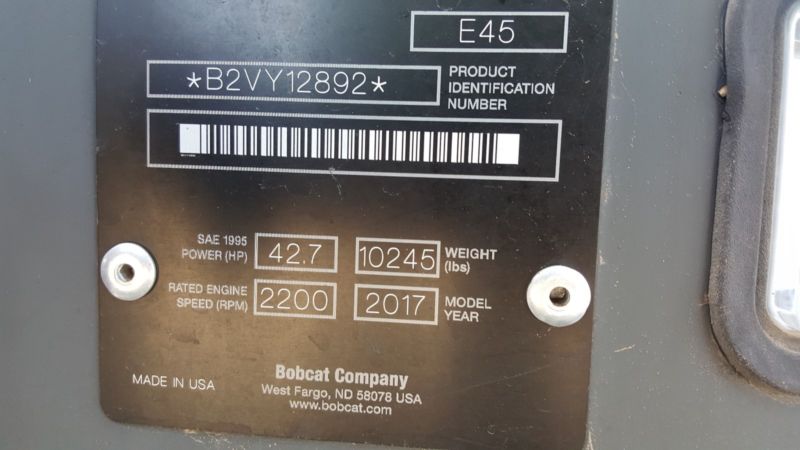 E45
*B2VY12892*
PRODUCT
IDENTIFICATION
NUMBER
SAE 1995
POWER (HP)
42.7
10245
WEIGHT
(lbs)
RATED ENGINE
SPEED (RPM)
2200
2017
MODEL
YEAR
Bobcat Company
MADE IN USA
West Fargo, ND 58078 USA
www.bobcat.com